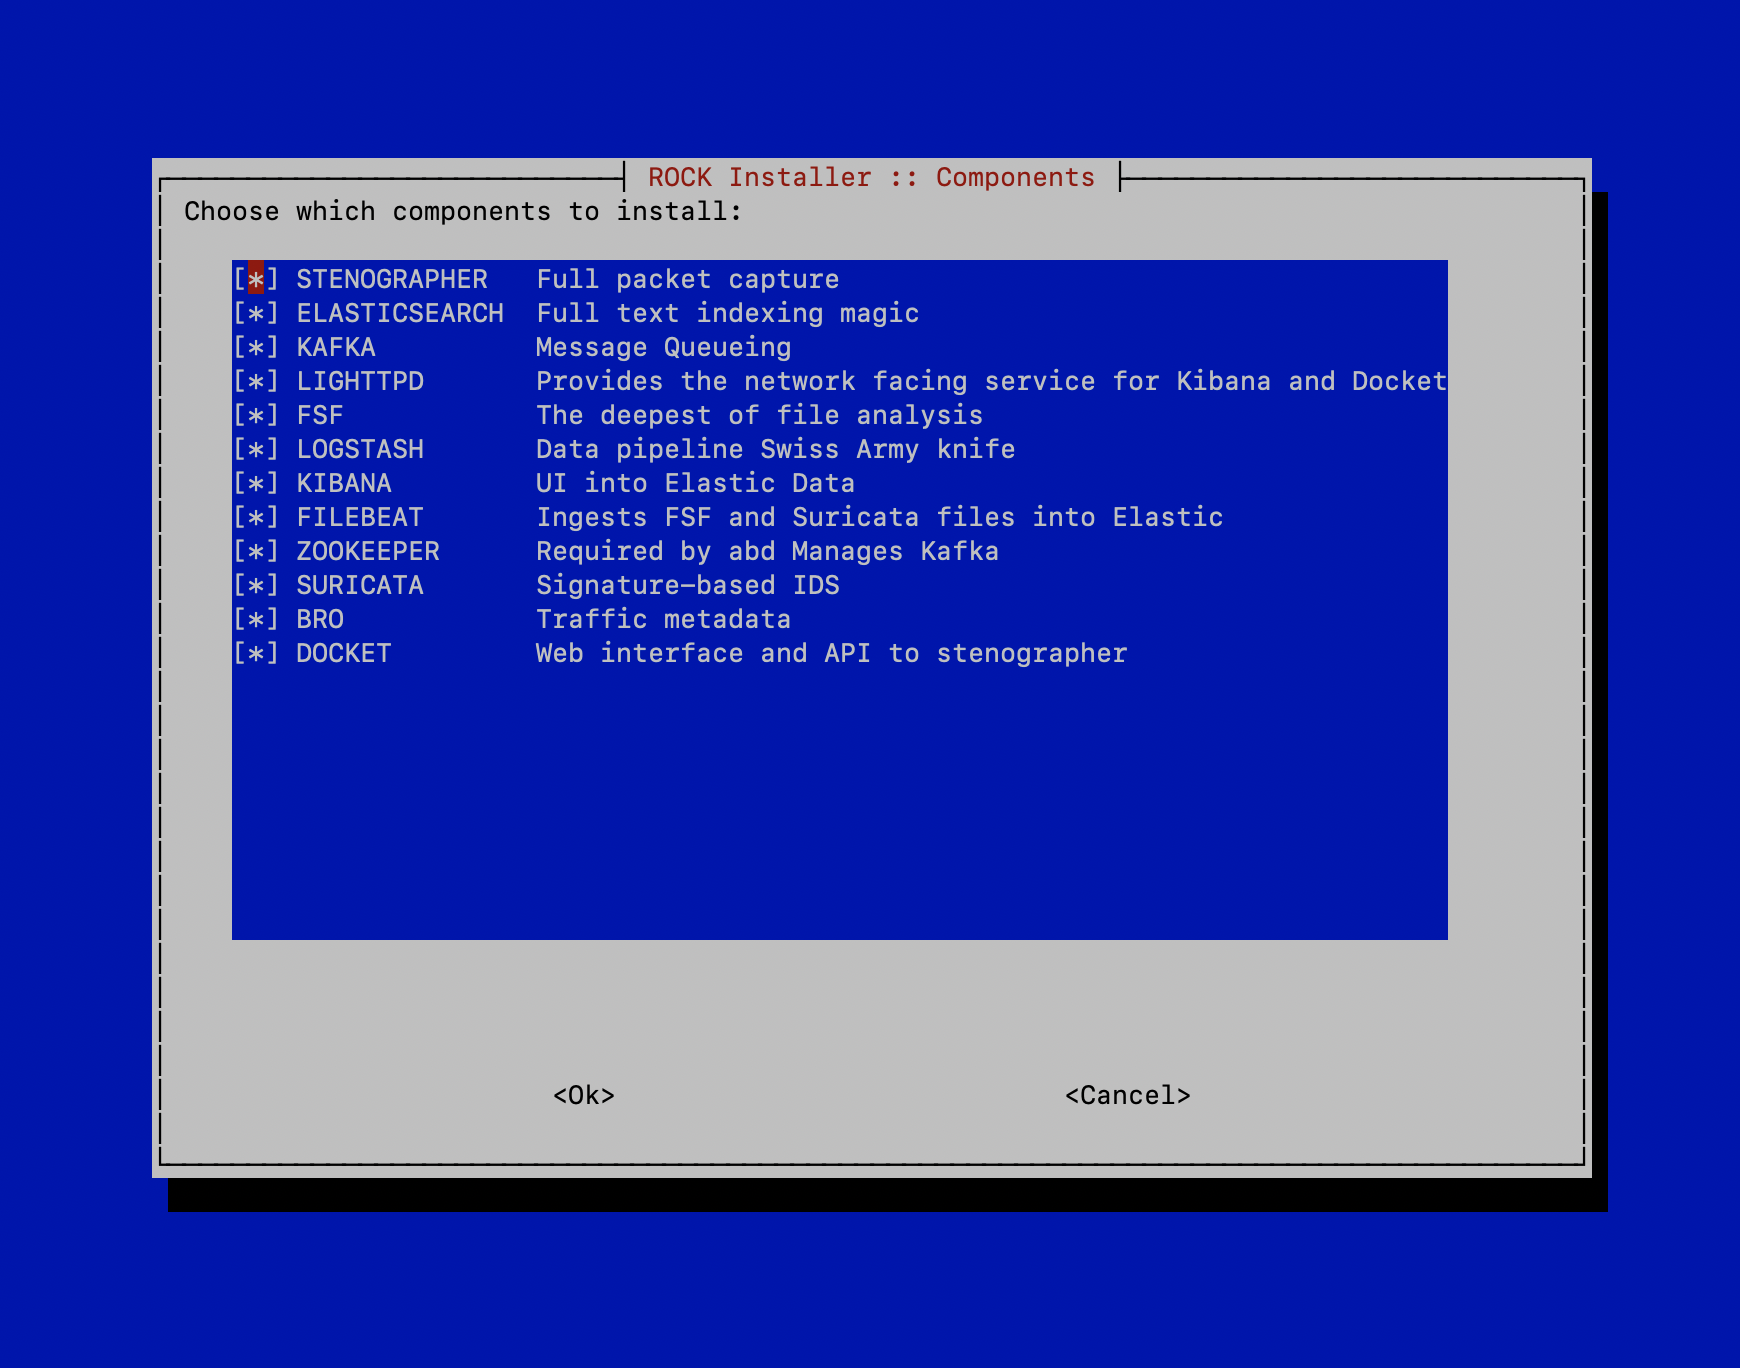 ROCK Installer :: Components
Choose which components to install:
[*] STENOGRAPHER Full packet capture
[*] ELASTICSEARCH Full text indexing magic
[*] KAFKA Message Queueing
[*] LIGHTTPD Provides the network facing service for Kibana and Docket
[*] FSF The deepest of file analysis
[*] LOGSTASH Data pipeline Swiss Army knife
[*] KIBANA UI into Elastic Data
[*] FILEBEAT Ingests FSF and Suricata files into Elastic
[*] ZOOKEEPER Required by abd Manages Kafka
[*] SURICATA Signature-based IDS
[*] BRO Traffic metadata
[*] DOCKET Web interface and API to stenographer
<Ok> <Cancel>